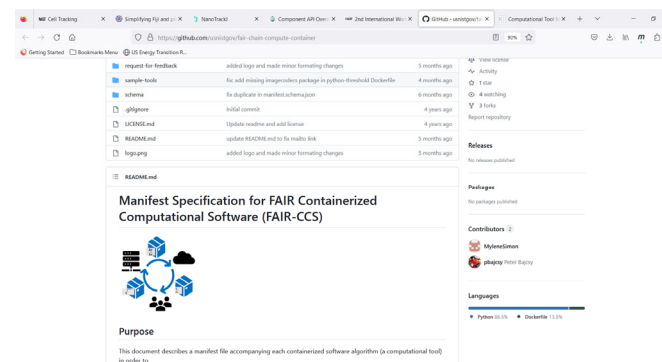 NIST Cell Tracking
Simplifying Fiji and
NanoTrackJ
Component API Over
2nd International Wor
GitHub - usnistgov/fa
Computational Tool
https://github.com/usnistgov/fair-chain-compute-container
90%
Getting Started
Bookmarks Menu
US Energy Transition R...
request-for-feedback added logo and made minor formating changes 5 months ago
sample-tools fix: add missing imagecodecs package in python-threshold Dockerfile 4 months ago
schema fix duplicate in manifest.schema.json 6 months ago
.gitignore Initial commit 4 years ago
LICENSE.md Update readme and add license 4 years ago
README.md update README.md to fix mailto link 5 months ago
logo.png added logo and made minor formating changes 5 months ago
View license
Activity
1 star
4 watching
3 forks
Report repository
Releases
No releases published
Packages
No packages published
Contributors 2
MyleneSimon
pbajcsy Peter Bajcsy
Languages
Python 86.5% Dockerfile 13.5%
README.md
Manifest Specification for FAIR Containerized
Computational Software (FAIR-CCS)
Purpose
This document describes a manifest file accompanying each containerized software algorithm (a computational tool)
in order to